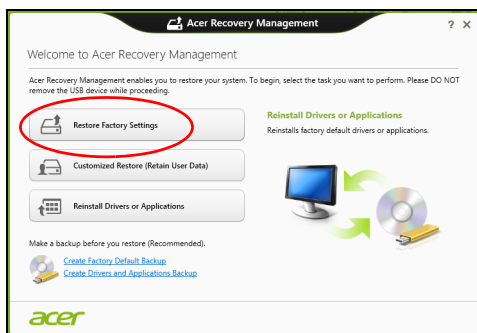 Acer Recovery Management
? X
Welcome to Acer Recovery Management
Acer Recovery Management enables you to restore your system. To begin, select the task you want to perform. Please DO NOT
remove the USB device while proceeding.
Restore Factory Settings
Reinstall Drivers or Applications
Reinstalls factory default drivers or applications.
Customized Restore (Retain User Data)
Reinstall Drivers or Applications
Make a backup before you restore (Recommended).
Create Factory Default Backup
Create Drivers and Applications Backup
acer